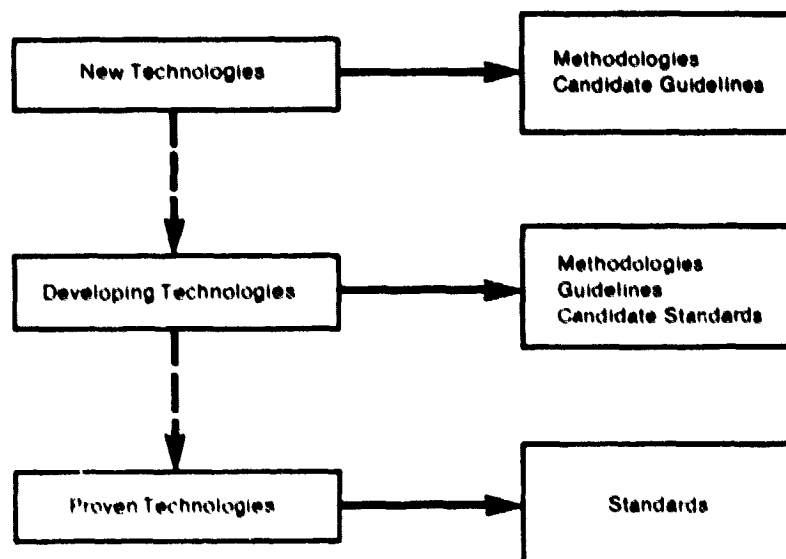 New Technologies
Methodologies
Candidate Guidelines
Developing Technologies
Methodologies
Guidelines
Candidate Standards
Proven Technologies
Standards